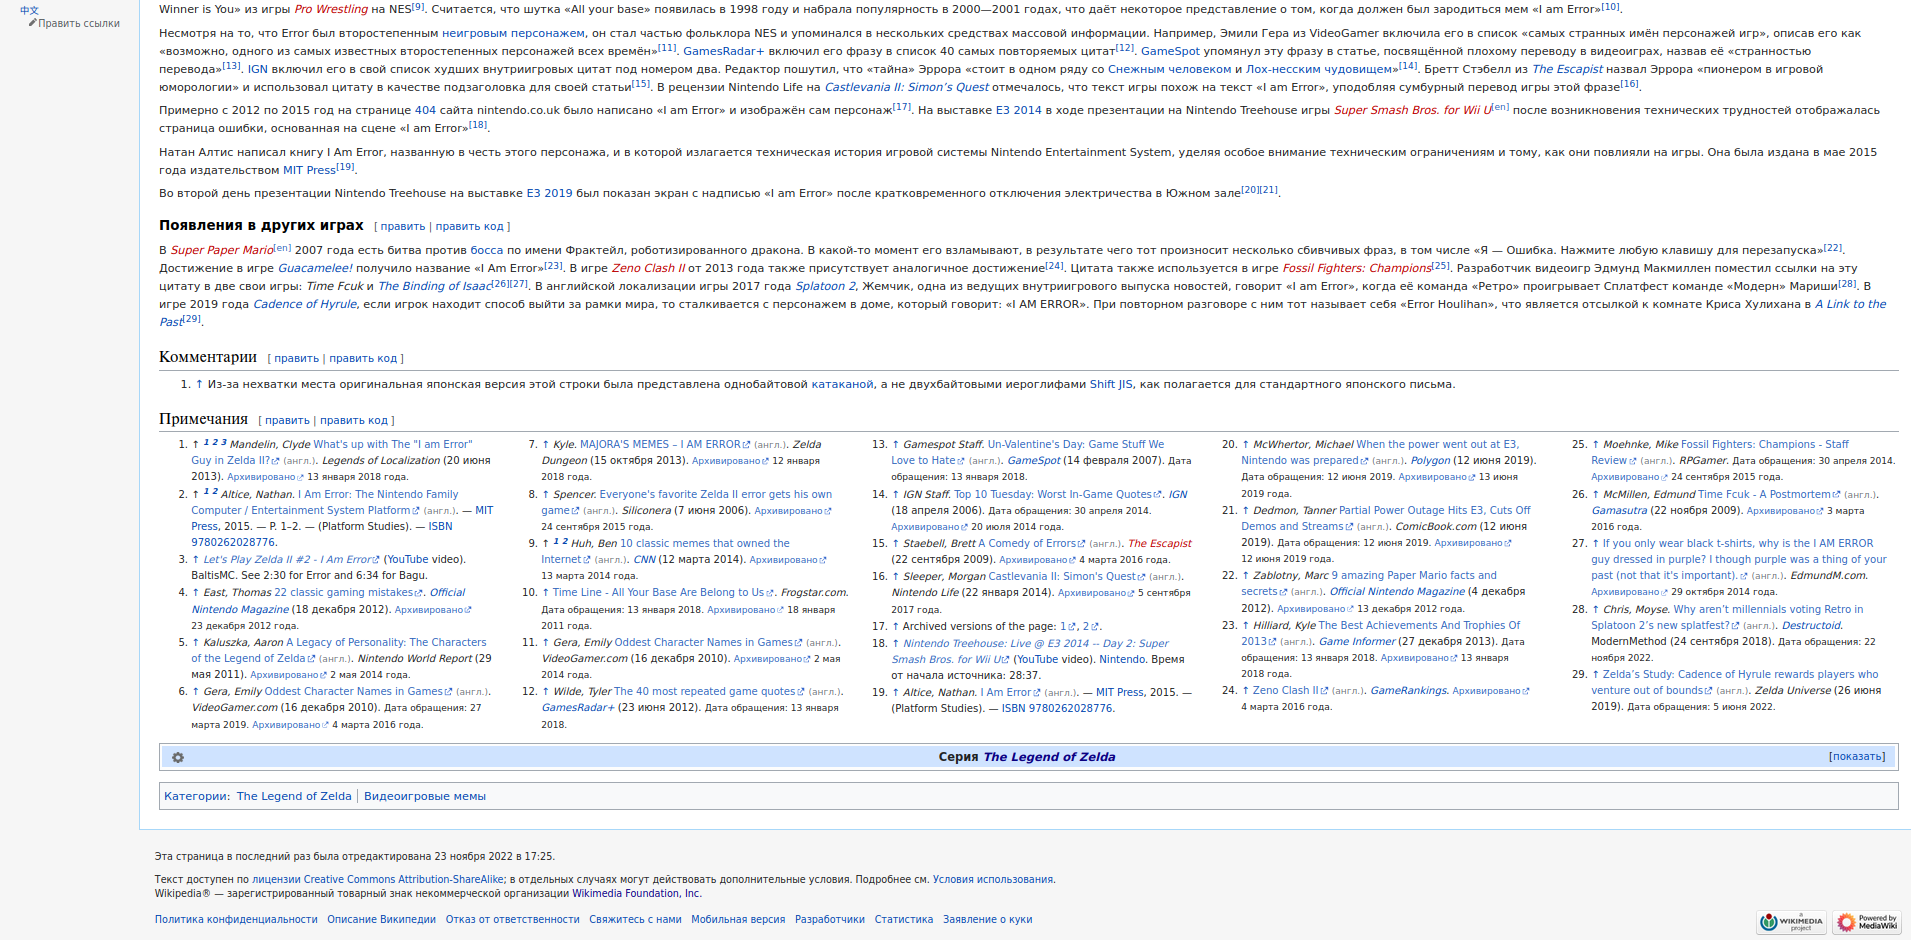 中文
Править ссылки
Winner is You» из игры Pro Wrestling на NES[9]. Считается, что шутка «All your base» появилась в 1998 году и набрала популярность в 2000—2001 годах, что даёт некоторое представление о том, когда должен был зародиться мем «I am Error»[10].
Несмотря на то, что Error был второстепенным неигровым персонажем, он стал частью фольклора NES и упоминался в нескольких средствах массовой информации. Например, Эмили Гера из VideoGamer включила его в список «самых странных имён персонажей игр», описав его как
«возможно, одного из самых известных второстепенных персонажей всех времён»[11]. GamesRadar+ включил его фразу в список 40 самых повторяемых цитат[12]. GameSpot упомянул эту фразу в статье, посвящённой плохому переводу в видеоиграх, назвав её «странностью
перевода»[13]. IGN включил его в свой список худших внутриигровых цитат под номером два. Редактор пошутил, что «тайна» Эррора «стоит в одном ряду со Снежным человеком и Лох-несским чудовищем»[14]. Бретт Стэбелл из The Escapist назвал Эррора «пионером в игровой
юморологии» и использовал цитату в качестве подзаголовка для своей статьи[15]. В рецензии Nintendo Life на Castlevania II: Simon's Quest отмечалось, что текст игры похож на текст «I am Error», уподобляя сумбурный перевод игры этой фразе[16].
Примерно с 2012 по 2015 год на странице 404 сайта nintendo.co.uk было написано «I am Error» и изображён сам персонаж[17]. На выставке E3 2014 в ходе презентации на Nintendo Treehouse игры Super Smash Bros. for Wii U[en] после возникновения технических трудностей отображалась
страница ошибки, основанная на сцене «I am Error»[18].
Натан Алтис написал книгу I Am Error, названную в честь этого персонажа, и в которой излагается техническая история игровой системы Nintendo Entertainment System, уделяя особое внимание техническим ограничениям и тому, как они повлияли на игры. Она была издана в мае 2015
года издательством MIT Press[19].
Во второй день презентации Nintendo Treehouse на выставке E3 2019 был показан экран с надписью «I am Error» после кратковременного отключения электричества в Южном зале[20][21].
Появления в других играх [ править | править код ]
В Super Paper Mario[en] 2007 года есть битва против босса по имени Фрактейл, роботизированного дракона. В какой-то момент его взламывают, в результате чего тот произносит несколько сбивчивых фраз, в том числе «Я — Ошибка. Нажмите любую клавишу для перезапуска»[22].
Достижение в игре Guacamelee! получило название «I Am Error»[23]. В игре Zeno Clash II от 2013 года также присутствует аналогичное достижение[24]. Цитата также используется в игре Fossil Fighters: Champions[25]. Разработчик видеоигр Эдмунд Макмиллен поместил ссылки на эту
цитату в две свои игры: Time Fcuk и The Binding of Isaac[26][27]. В английской локализации игры 2017 года Splatoon 2, Жемчик, одна из ведущих внутриигрового выпуска новостей, говорит «I am Error», когда её команда «Ретро» проигрывает Сплатфест команде «Модерн» Мариши[28]. В
игре 2019 года Cadence of Hyrule, если игрок находит способ выйти за рамки мира, то сталкивается с персонажем в доме, который говорит: «I AM ERROR». При повторном разговоре с ним тот называет себя «Error Houlihan», что является отсылкой к комнате Криса Хулихана в A Link to the
Past[29].
Комментарии [ править | править код ]
1. ↑ Из-за нехватки места оригинальная японская версия этой строки была представлена однобайтовой катаканой, а не двухбайтовыми иероглифами Shift JIS, как полагается для стандартного японского письма.
Примечания [ править | править код ]
1. ↑ 1 2 3 Mandelin, Clyde What's up with The "I am Error"
Guy in Zelda II? (англ.). Legends of Localization (20 июня
2013). Архивировано 13 января 2018 года.
2. ↑ 1 2 Altice, Nathan. I Am Error: The Nintendo Family
Computer / Entertainment System Platform (англ.). — MIT
Press, 2015. — P. 1–2. — (Platform Studies). — ISBN
9780262028776.
3. ↑ Let's Play Zelda II #2 - I Am Error (YouTube video).
BaltisMC. See 2:30 for Error and 6:34 for Bagu.
4. ↑ East, Thomas 22 classic gaming mistakes. Official
Nintendo Magazine (18 декабря 2012). Архивировано
23 декабря 2012 года.
5. ↑ Kaluszka, Aaron A Legacy of Personality: The Characters
of the Legend of Zelda (англ.). Nintendo World Report (29
мая 2011). Архивировано 2 мая 2014 года.
6. ↑ Gera, Emily Oddest Character Names in Games (англ.).
VideoGamer.com (16 декабря 2010). Дата обращения: 27
марта 2019. Архивировано 4 марта 2016 года.
7. ↑ Kyle. MAJORA'S MEMES – I AM ERROR (англ.). Zelda
Dungeon (15 октября 2013). Архивировано 12 января
2018 года.
8. ↑ Spencer. Everyone's favorite Zelda II error gets his own
game (англ.). Siliconera (7 июня 2006). Архивировано
24 сентября 2015 года.
9. ↑ 1 2 Huh, Ben 10 classic memes that owned the
Internet (англ.). CNN (12 марта 2014). Архивировано
13 марта 2014 года.
10. ↑ Time Line - All Your Base Are Belong to Us. Frogstar.com.
Дата обращения: 13 января 2018. Архивировано 18 января
2011 года.
11. ↑ Gera, Emily Oddest Character Names in Games (англ.).
VideoGamer.com (16 декабря 2010). Архивировано 2 мая
2014 года.
12. ↑ Wilde, Tyler The 40 most repeated game quotes (англ.).
GamesRadar+ (23 июня 2012). Дата обращения: 13 января
2018.
13. ↑ Gamespot Staff. Un-Valentine's Day: Game Stuff We
Love to Hate (англ.). GameSpot (14 февраля 2007). Дата
обращения: 13 января 2018.
14. ↑ IGN Staff. Top 10 Tuesday: Worst In-Game Quotes. IGN
(18 апреля 2006). Дата обращения: 30 апреля 2014.
Архивировано 20 июля 2014 года.
15. ↑ Staebell, Brett A Comedy of Errors (англ.). The Escapist
(22 сентября 2009). Архивировано 4 марта 2016 года.
16. ↑ Sleeper, Morgan Castlevania II: Simon's Quest (англ.).
Nintendo Life (22 января 2014). Архивировано 5 сентября
2017 года.
17. ↑ Archived versions of the page: 1, 2.
18. ↑ Nintendo Treehouse: Live @ E3 2014 -- Day 2: Super
Smash Bros. for Wii U (YouTube video). Nintendo. Время
от начала источника: 28:37.
19. ↑ Altice, Nathan. I Am Error (англ.). — MIT Press, 2015. —
(Platform Studies). — ISBN 9780262028776.
20. ↑ McWhertor, Michael When the power went out at E3,
Nintendo was prepared (англ.). Polygon (12 июня 2019).
Дата обращения: 12 июня 2019. Архивировано 13 июня
2019 года.
21. ↑ Dedmon, Tanner Partial Power Outage Hits E3, Cuts Off
Demos and Streams (англ.). ComicBook.com (12 июня
2019). Дата обращения: 12 июня 2019. Архивировано
12 июня 2019 года.
22. ↑ Zablotny, Marc 9 amazing Paper Mario facts and
secrets (англ.). Official Nintendo Magazine (4 декабря
2012). Архивировано 13 декабря 2012 года.
23. ↑ Hilliard, Kyle The Best Achievements And Trophies Of
2013 (англ.). Game Informer (27 декабря 2013). Дата
обращения: 13 января 2018. Архивировано 13 января
2018 года.
24. ↑ Zeno Clash II (англ.). GameRankings. Архивировано
4 марта 2016 года.
25. ↑ Moehnke, Mike Fossil Fighters: Champions - Staff
Review (англ.). RPGamer. Дата обращения: 30 апреля 2014.
Архивировано 24 сентября 2015 года.
26. ↑ McMillen, Edmund Time Fcuk - A Postmortem (англ.).
Gamasutra (22 ноября 2009). Архивировано 3 марта
2016 года.
27. ↑ If you only wear black t-shirts, why is the I AM ERROR
guy dressed in purple? I though purple was a thing of your
past (not that it's important). (англ.). EdmundM.com.
Архивировано 29 октября 2014 года.
28. ↑ Chris, Moyse. Why aren’t millennials voting Retro in
Splatoon 2’s new splatfest? (англ.). Destructoid.
ModernMethod (24 сентября 2018). Дата обращения: 22
ноября 2022.
29. ↑ Zelda’s Study: Cadence of Hyrule rewards players who
venture out of bounds (англ.). Zelda Universe (26 июня
2019). Дата обращения: 5 июня 2022.
Серия The Legend of Zelda [показать]
Категории: The Legend of Zelda | Видеоигровые мемы
Эта страница в последний раз была отредактирована 23 ноября 2022 в 17:25.
Текст доступен по лицензии Creative Commons Attribution-ShareAlike; в отдельных случаях могут действовать дополнительные условия. Подробнее см. Условия использования.
Wikipedia® — зарегистрированный товарный знак некоммерческой организации Wikimedia Foundation, Inc.
Политика конфиденциальности Описание Википедии Отказ от ответственности Свяжитесь с нами Мобильная версия Разработчики Статистика Заявление о куки
a WIKIMEDIA project
Powered by MediaWiki